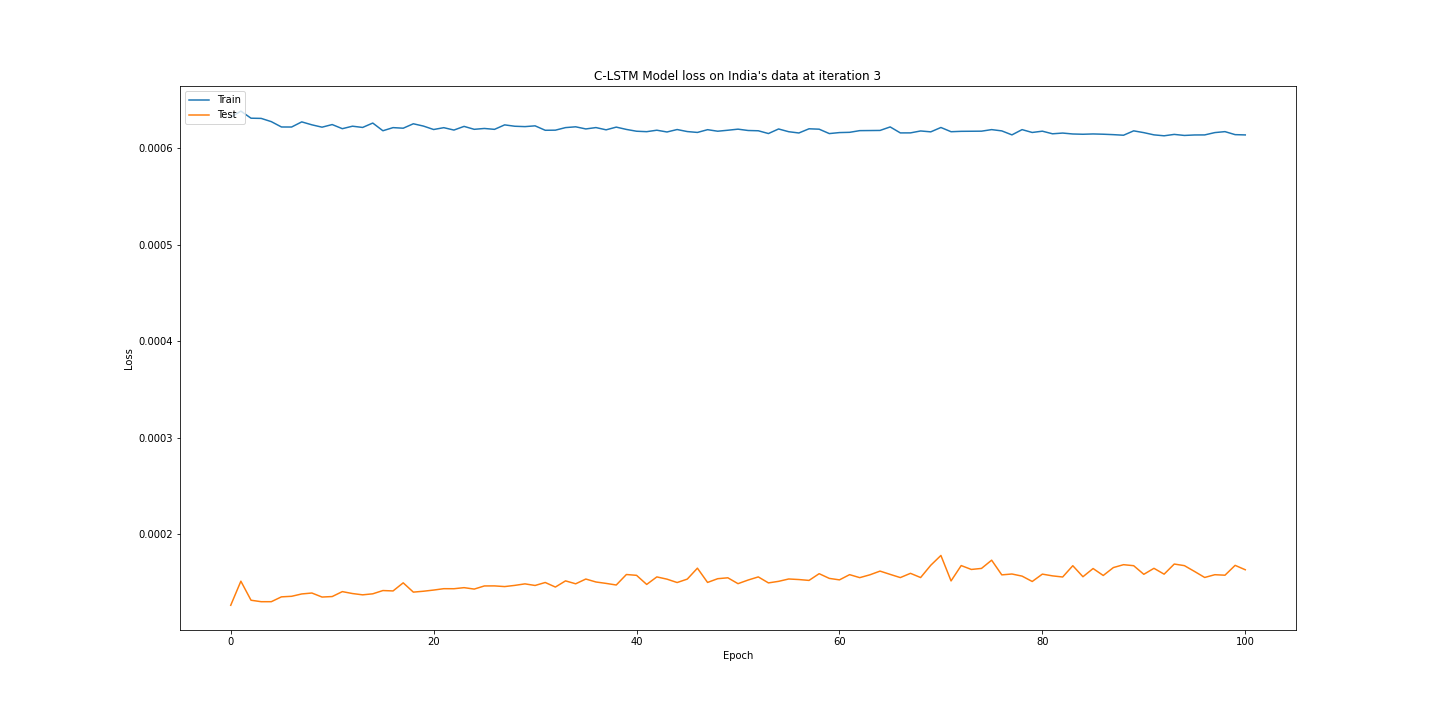 C-LSTM Model loss on India's data at iteration 3
Train
Test
0.0006
0.0005
0.0004
0.0003
0.0002
Loss
0 20 40 60 80 100
Epoch